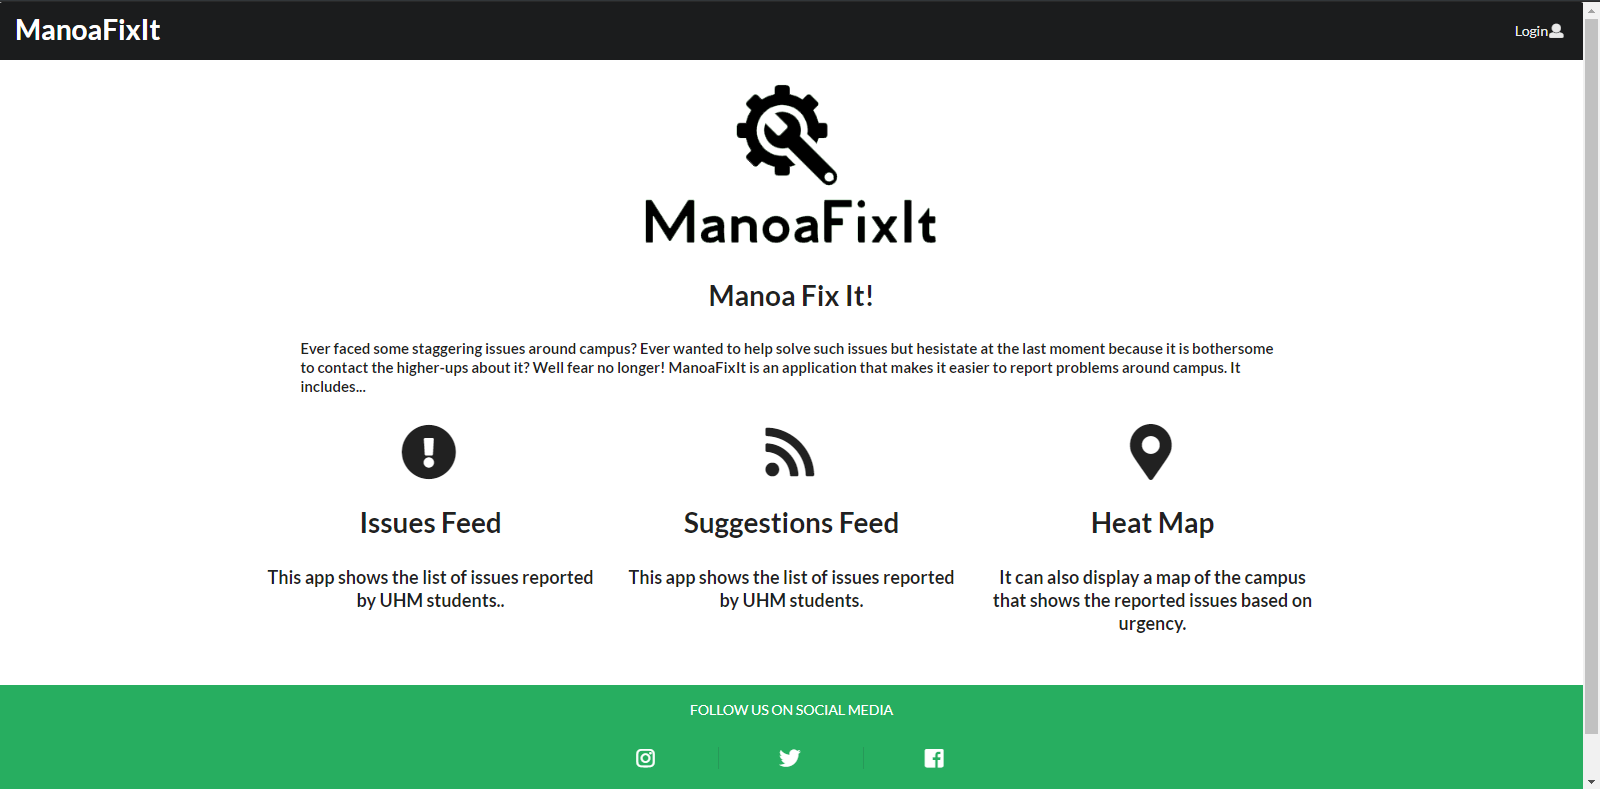 ManoaFixIt
Login
ManoaFixIt
Manoa Fix It!
Ever faced some staggering issues around campus? Ever wanted to help solve such issues but hesistate at the last moment because it is bothersome
to contact the higher-ups about it? Well fear no longer! ManoaFixIt is an application that makes it easier to report problems around campus. It
includes...
Issues Feed
This app shows the list of issues reported
by UHM students..
Suggestions Feed
This app shows the list of issues reported
by UHM students.
Heat Map
It can also display a map of the campus
that shows the reported issues based on
urgency.
FOLLOW US ON SOCIAL MEDIA